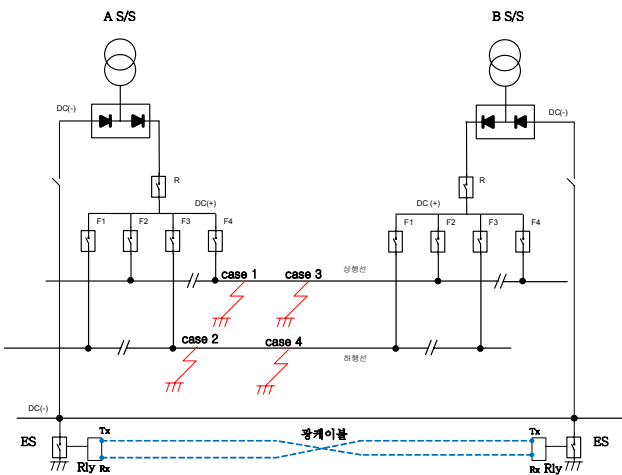 A S/S
B S/S
DC(-)
DC(-)
R
R
DC(+)
DC (+)
F1
F2
F3
F4
F1
F2
F3
F4
case 1
case 3
상행선
case 2
case 4
하행선
DC(-)
ES
Tx
광케이블
Tx
ES
Rly
Rx
Rx
Rly